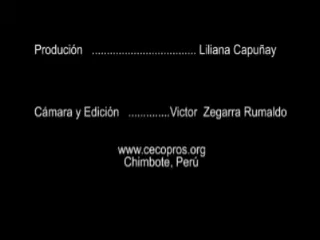 Produción .................................. Liliana Capuñay
Cámara y Edición ..............Victor Zegarra Rumaldo
www.cecopros.org
Chimbote, Perú